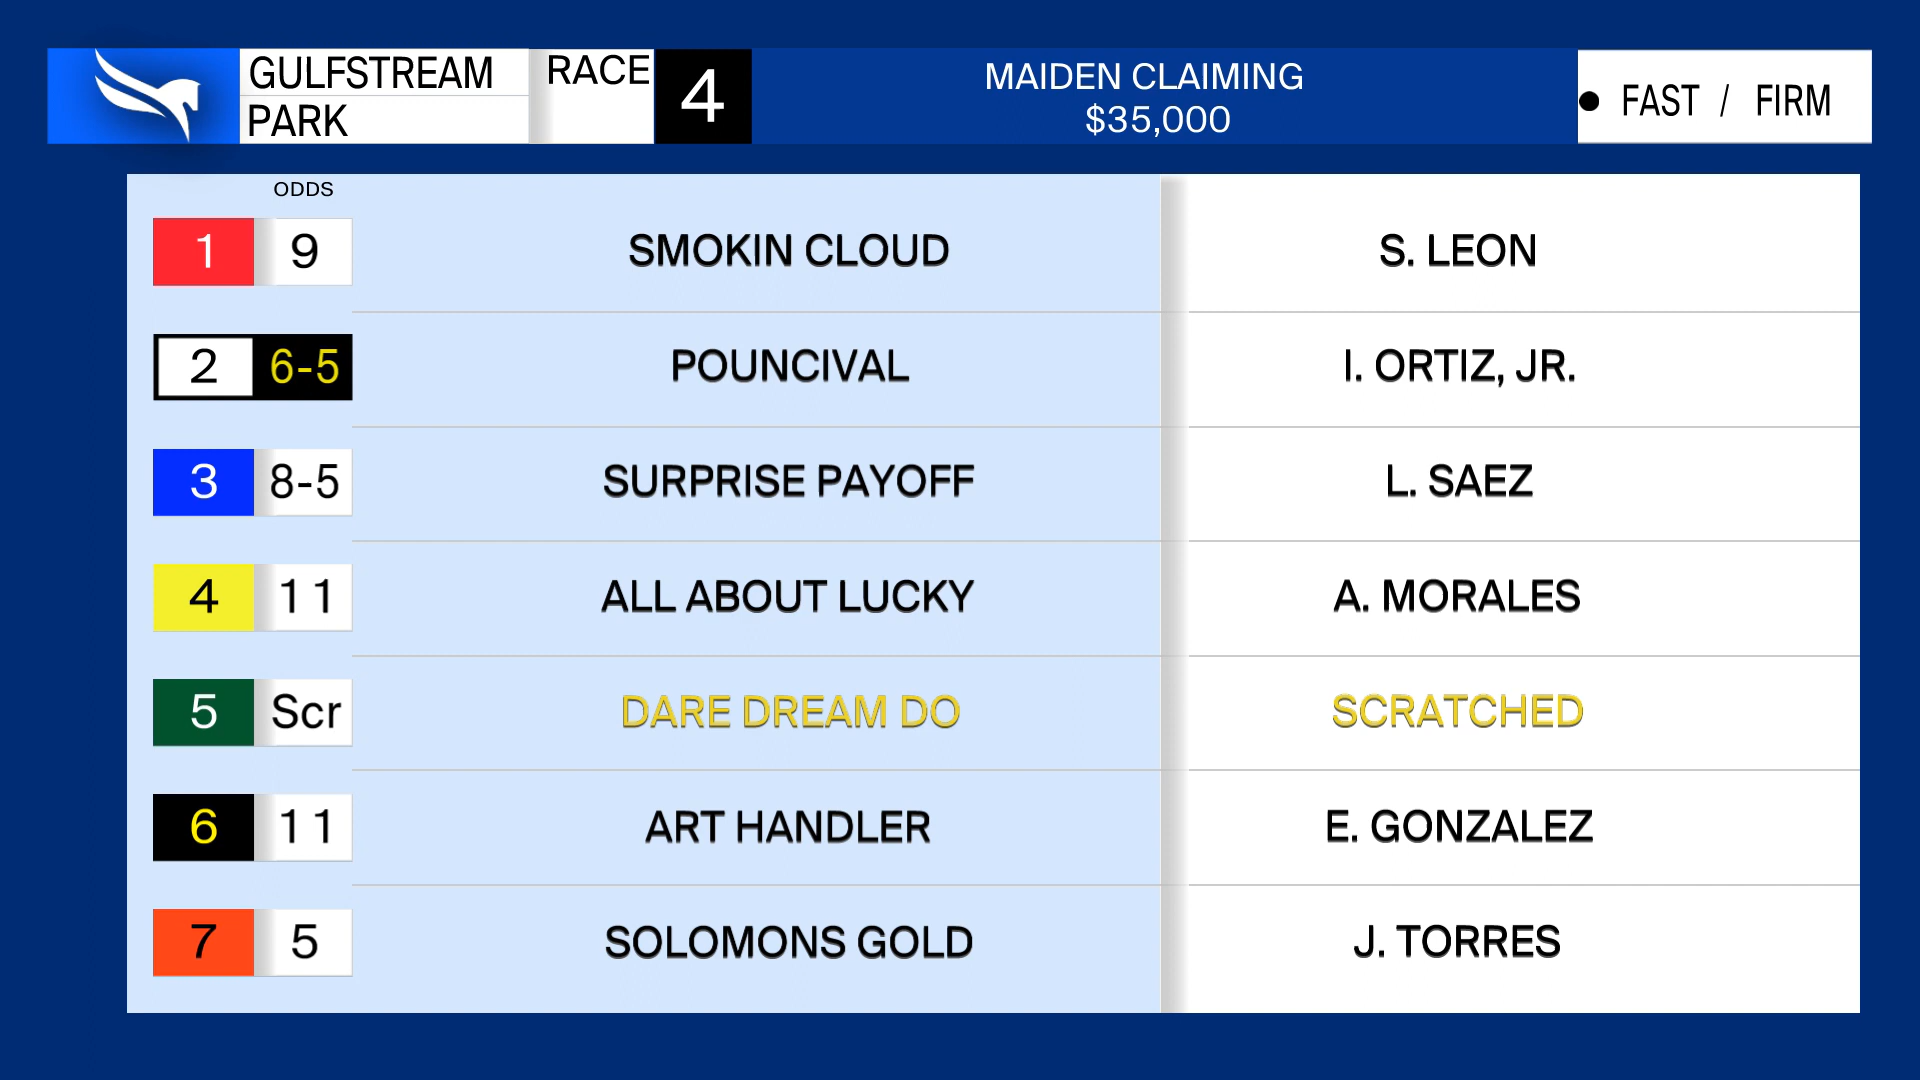 GULFSTREAM
PARK
RACE
4
MAIDEN CLAIMING
$35,000
● FAST / FIRM
ODDS
1 9 SMOKIN CLOUD S. LEON
2 6-5 POUNCIVAL I. ORTIZ, JR.
3 8-5 SURPRISE PAYOFF L. SAEZ
4 11 ALL ABOUT LUCKY A. MORALES
5 Scr DARE DREAM DO SCRATCHED
6 11 ART HANDLER E. GONZALEZ
7 5 SOLOMONS GOLD J. TORRES